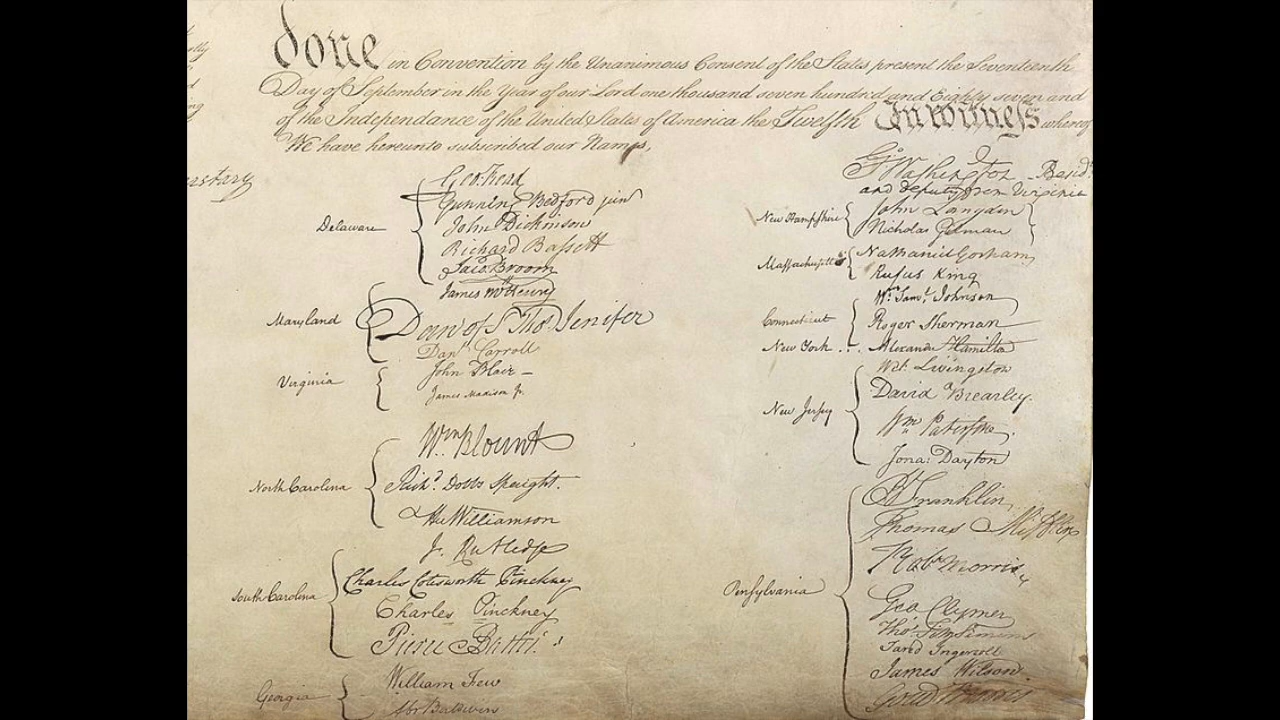 done in Convention by the Unanimous Consent of the States present the Seventeenth
Day of September in the Year of our Lord one thousand seven hundred and Eighty seven and
of the Independance of the United States of America the Twelfth In witness whereof
We have hereunto subscribed our Names,
Delaware
Geo: Read
Gunning Bedford jun
John Dickinson
Richard Bassett
Jaco: Broom
Maryland
James McHenry
Dan of St Thos Jenifer
Danl Carroll
Virginia
John Blair –
James Madison Jr.
North Carolina
Wm Blount
Richd. Dobbs Spaight.
Hu Williamson
South Carolina
J. Rutledge
Charles Cotesworth Pinckney
Charles Pinckney
Pierce Butler.
Georgia
William Few
Abr Baldwin
Go. Washington – Presidt.
and deputy from Virginia
New Hampshire
John Langdon
Nicholas Gilman
Massachusetts
Nathaniel Gorham
Rufus King
Connecticut
Wm. Saml. Johnson
Roger Sherman
New York . . . Alexander Hamilton
New Jersey
Wil: Livingston
David Brearley.
Wm Paterson.
Jona: Dayton
Pensylvania
B Franklin
Thomas Mifflin
Robt Morris
Geo Clymer
Thos. FitzSimons
Jared Ingersoll
James Wilson.
Gouv Morris